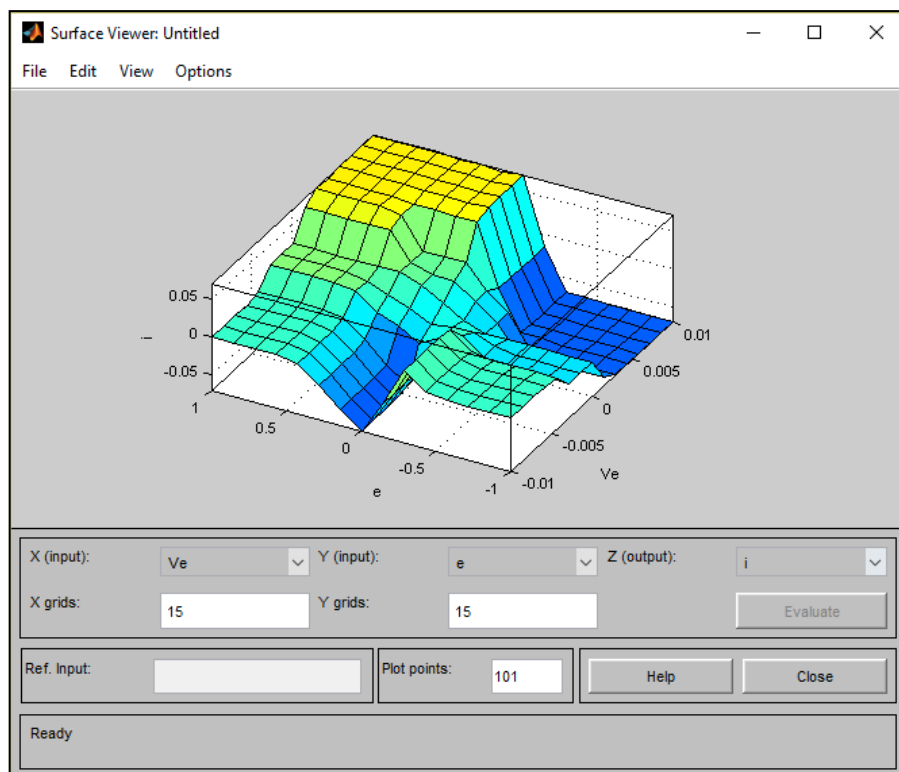 Surface Viewer: Untitled
File Edit View Options
0.05
0
-0.05
i
1
0.5
0
-0.5
-1
e
0.01
0.005
0
-0.005
-0.01
Ve
X (input): Ve Y (input): e Z (output): i
X grids: 15 Y grids: 15 Evaluate
Ref. Input: Plot points: 101 Help Close
Ready